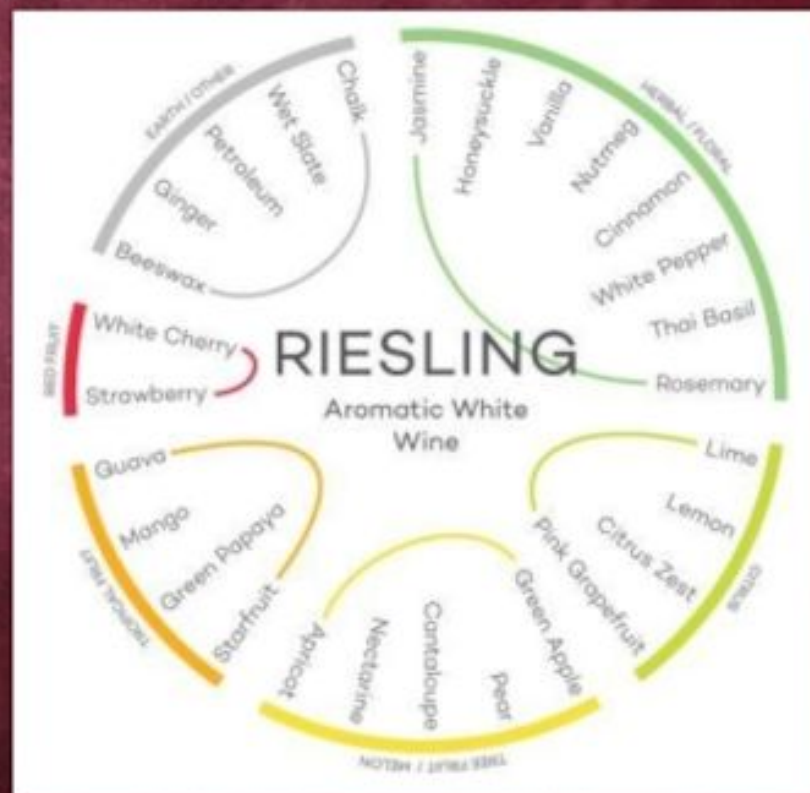 RIESLING
Aromatic White
Wine
HERBAL / FLORAL
Jasmine
Honeysuckle
Vanilla
Nutmeg
Cinnamon
White Pepper
Thai Basil
Rosemary
CITRUS
Lime
Lemon
Citrus Zest
Pink Grapefruit
TREE FRUIT / MELON
Green Apple
Pear
Cantaloupe
Nectarine
Apricot
TROPICAL FRUIT
Starfruit
Green Papaya
Mango
Guava
RED FRUIT
Strawberry
White Cherry
EARTH / OTHER
Beeswax
Ginger
Petroleum
Wet Slate
Chalk